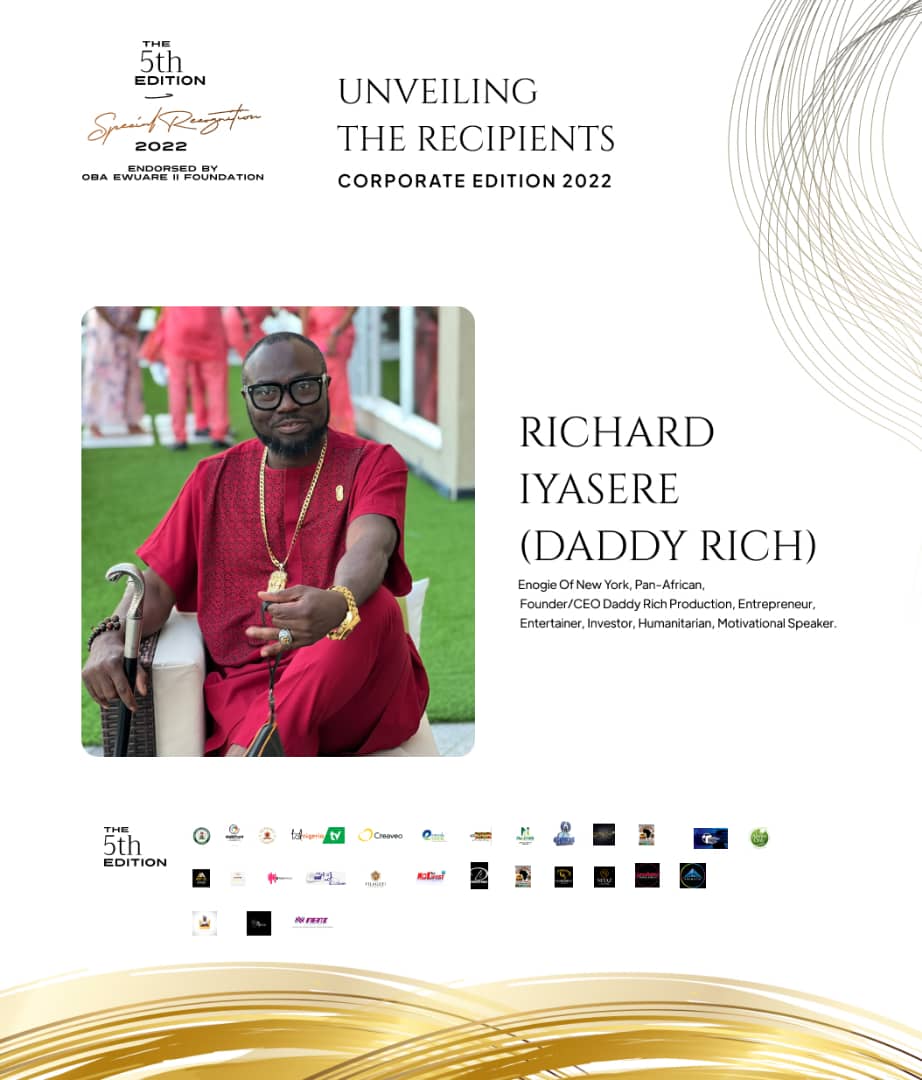 THE
5th
EDITION
Special Recognition
2022
ENDORSED BY
OBA EWUARE II FOUNDATION
UNVEILING
THE RECIPIENTS
CORPORATE EDITION 2022
RICHARD
IYASERE
(DADDY RICH)
Enogie Of New York, Pan-African,
Founder/CEO Daddy Rich Production, Entrepreneur,
Entertainer, Investor, Humanitarian, Motivational Speaker.
THE
5th
EDITION
Creaveo